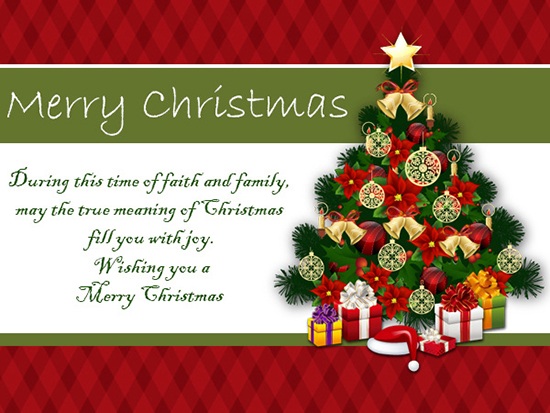 Merry Christmas
During this time of faith and family,
may the true meaning of Christmas
fill you with joy.
Wishing you a
Merry Christmas